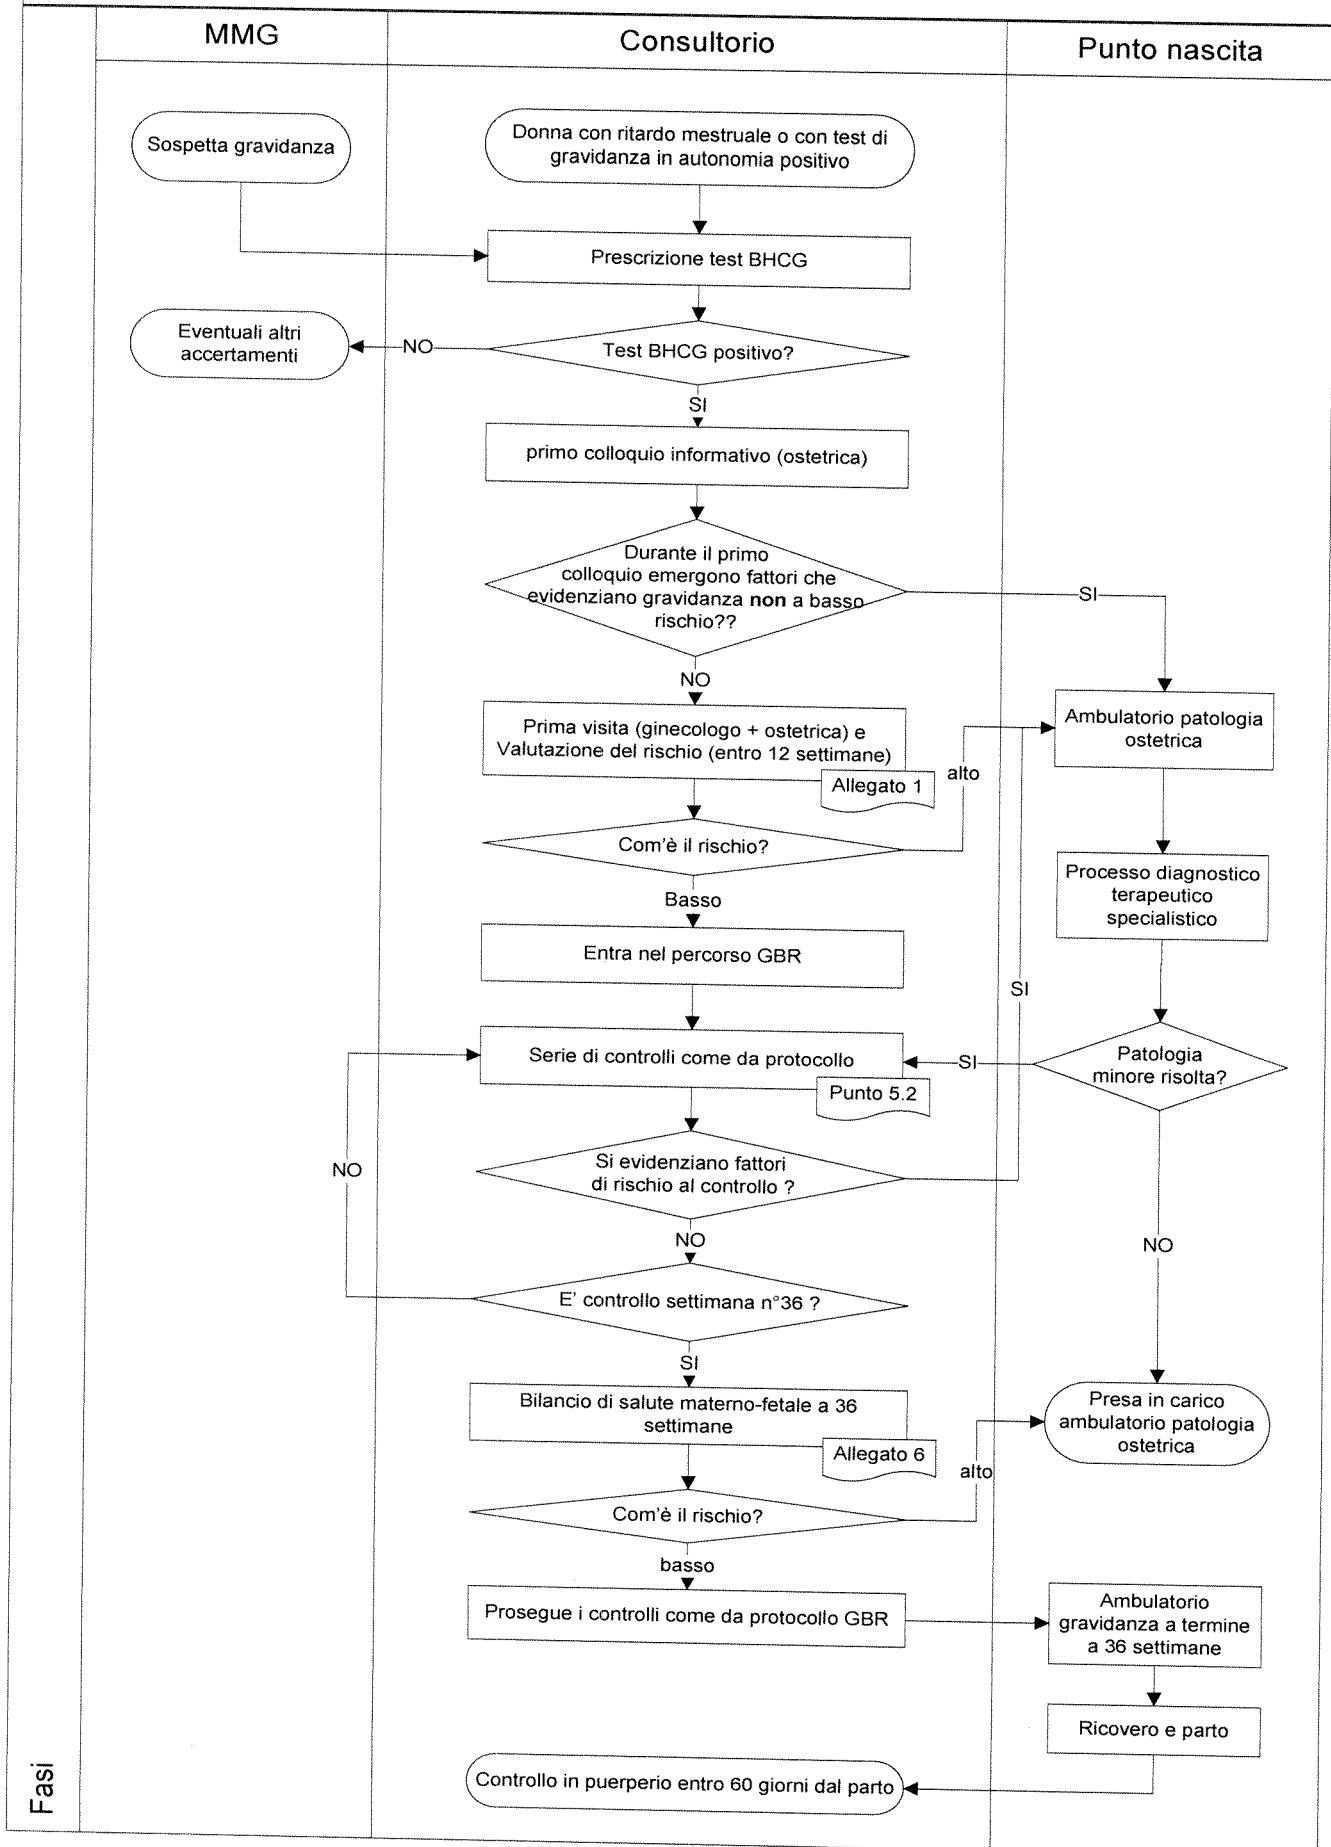 MMG
Consultorio
Punto nascita
Sospetta gravidanza
Donna con ritardo mestruale o con test di
gravidanza in autonomia positivo
Prescrizione test BHCG
Eventuali altri
accertamenti
NO
Test BHCG positivo?
SI
primo colloquio informativo (ostetrica)
Durante il primo
colloquio emergono fattori che
evidenziano gravidanza non a basso
rischio??
SI
NO
Prima visita (ginecologo + ostetrica) e
Valutazione del rischio (entro 12 settimane)
Allegato 1
alto
Ambulatorio patologia
ostetrica
Com'è il rischio?
Basso
Processo diagnostico
terapeutico
specialistico
Entra nel percorso GBR
SI
Serie di controlli come da protocollo
Punto 5.2
SI
Patologia
minore risolta?
Si evidenziano fattori
di rischio al controllo ?
NO
NO
NO
E' controllo settimana n°36 ?
SI
Bilancio di salute materno-fetale a 36
settimane
Allegato 6
alto
Presa in carico
ambulatorio patologia
ostetrica
Com'è il rischio?
basso
Prosegue i controlli come da protocollo GBR
Ambulatorio
gravidanza a termine
a 36 settimane
Ricovero e parto
Controllo in puerperio entro 60 giorni dal parto
Fasi